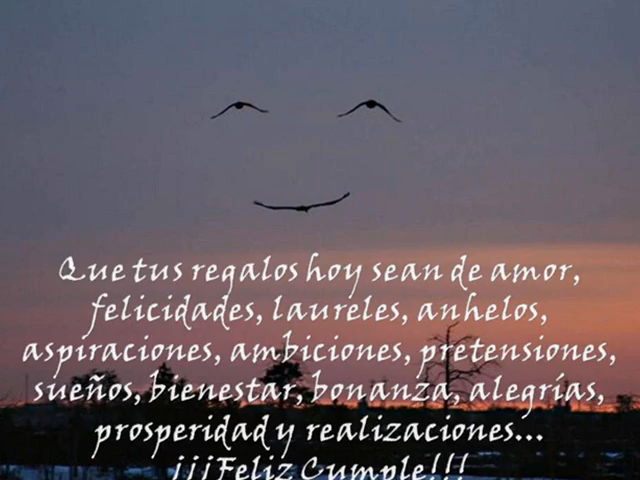 Que tus regalos hoy sean de amor,
felicidades, laureles, anhelos,
aspiraciones, ambiciones, pretensiones,
sueños, bienestar, bonanza, alegrías,
prosperidad y realizaciones...
¡¡¡Feliz Cumple!!!